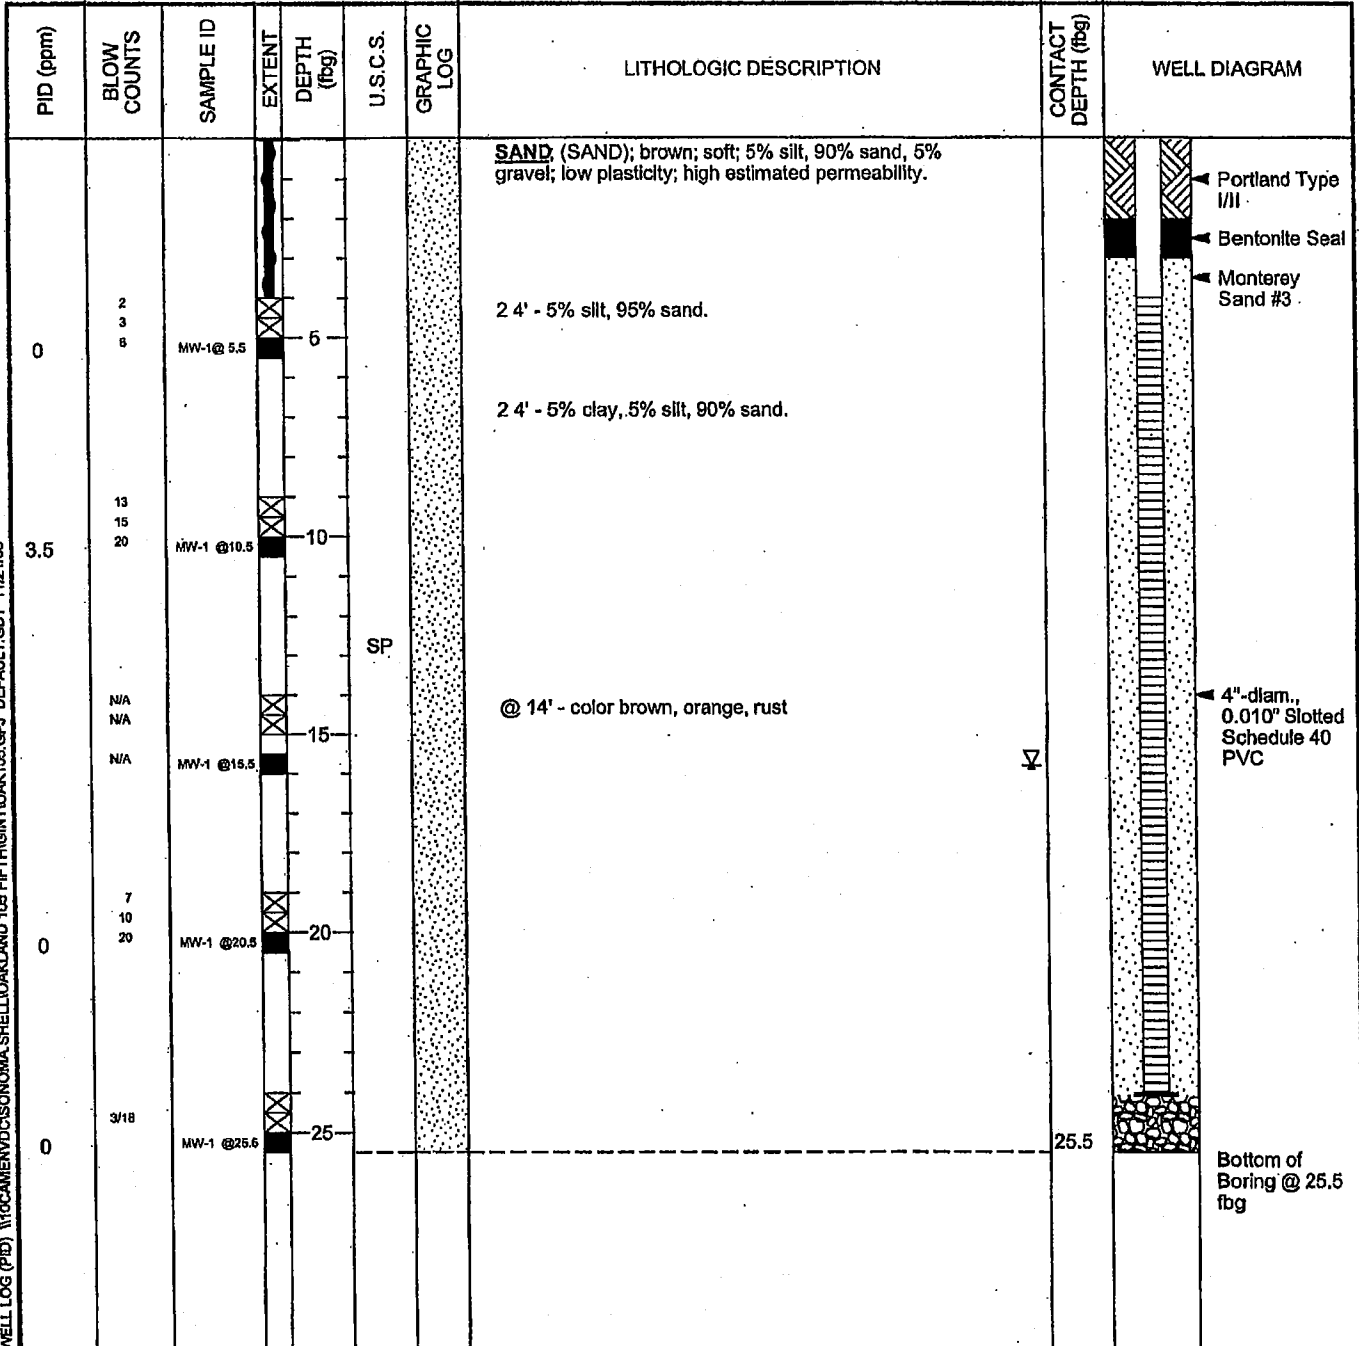 PID (ppm)
BLOW
COUNTS
SAMPLE ID
EXTENT
DEPTH
(fbg)
U.S.C.S.
GRAPHIC
LOG
LITHOLOGIC DESCRIPTION
CONTACT
DEPTH (fbg)
WELL DIAGRAM
SAND; (SAND); brown; soft; 5% silt, 90% sand, 5%
gravel; low plasticity; high estimated permeability.
Portland Type
I/II
Bentonite Seal
Monterey
Sand #3
2
3
6
2 4' - 5% silt, 95% sand.
0
MW-1@ 5.5
5
2 4' - 5% clay, 5% silt, 90% sand.
13
15
20
3.5
MW-1 @10.5
10
SP
N/A
N/A
N/A
@ 14' - color brown, orange, rust
MW-1 @15.5
15
4"-diam.,
0.010" Slotted
Schedule 40
PVC
7
10
20
0
MW-1 @20.5
20
3/18
0
MW-1 @25.5
25
25.5
Bottom of
Boring @ 25.5
fbg
WELL LOG (PID)